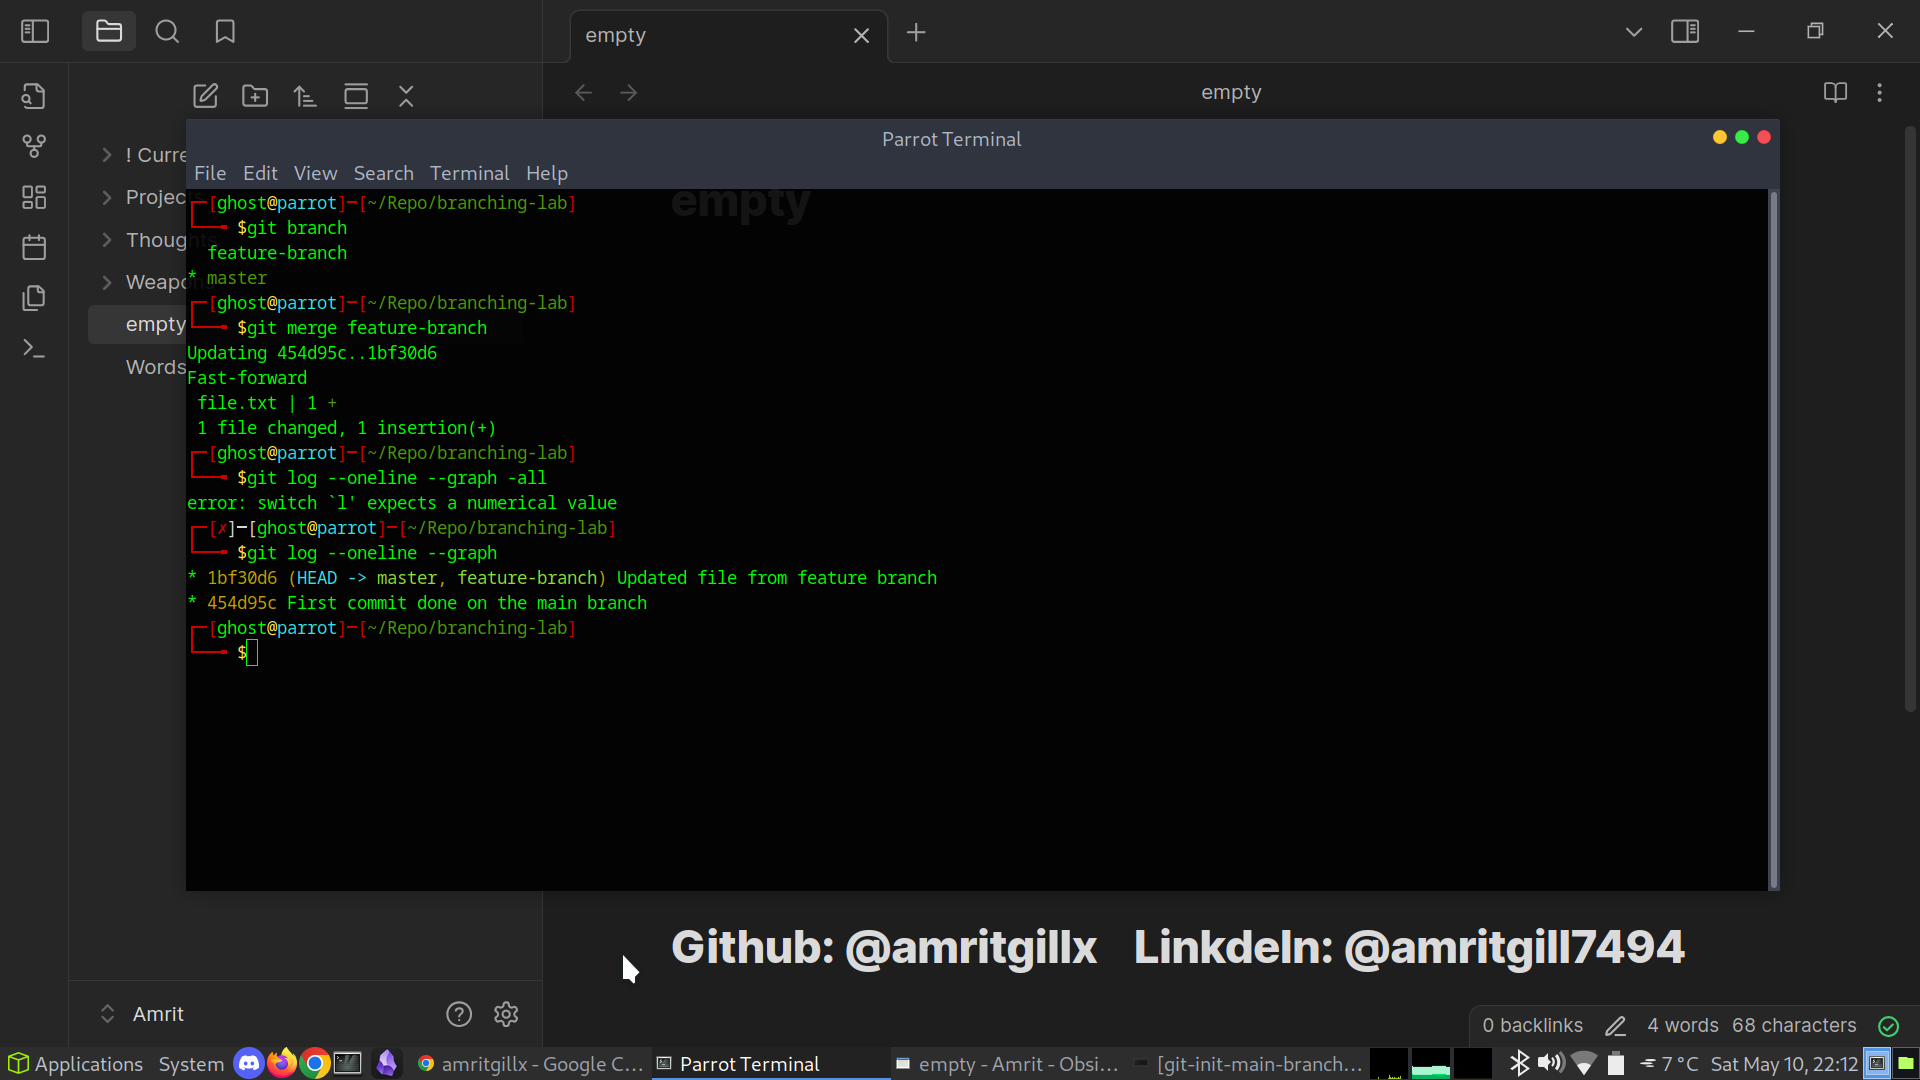 empty
empty
! Curre
Projec
Though
Weapo
empty
Words
Parrot Terminal
File Edit View Search Terminal Help
empty
┌─[ghost@parrot]─[~/Repo/branching-lab]
└──╼ $git branch
feature-branch
* master
┌─[ghost@parrot]─[~/Repo/branching-lab]
└──╼ $git merge feature-branch
Updating 454d95c..1bf30d6
Fast-forward
file.txt | 1 +
1 file changed, 1 insertion(+)
┌─[ghost@parrot]─[~/Repo/branching-lab]
└──╼ $git log --oneline --graph -all
error: switch `l' expects a numerical value
┌─[✗]─[ghost@parrot]─[~/Repo/branching-lab]
└──╼ $git log --oneline --graph
* 1bf30d6 (HEAD -> master, feature-branch) Updated file from feature branch
* 454d95c First commit done on the main branch
┌─[ghost@parrot]─[~/Repo/branching-lab]
└──╼ $
Github: @amritgillx Linkdeln: @amritgill7494
Amrit
0 backlinks 4 words 68 characters
Applications System amritgillx - Google C... Parrot Terminal empty - Amrit - Obsi... [git-init-main-branch... 7 °C Sat May 10, 22:12